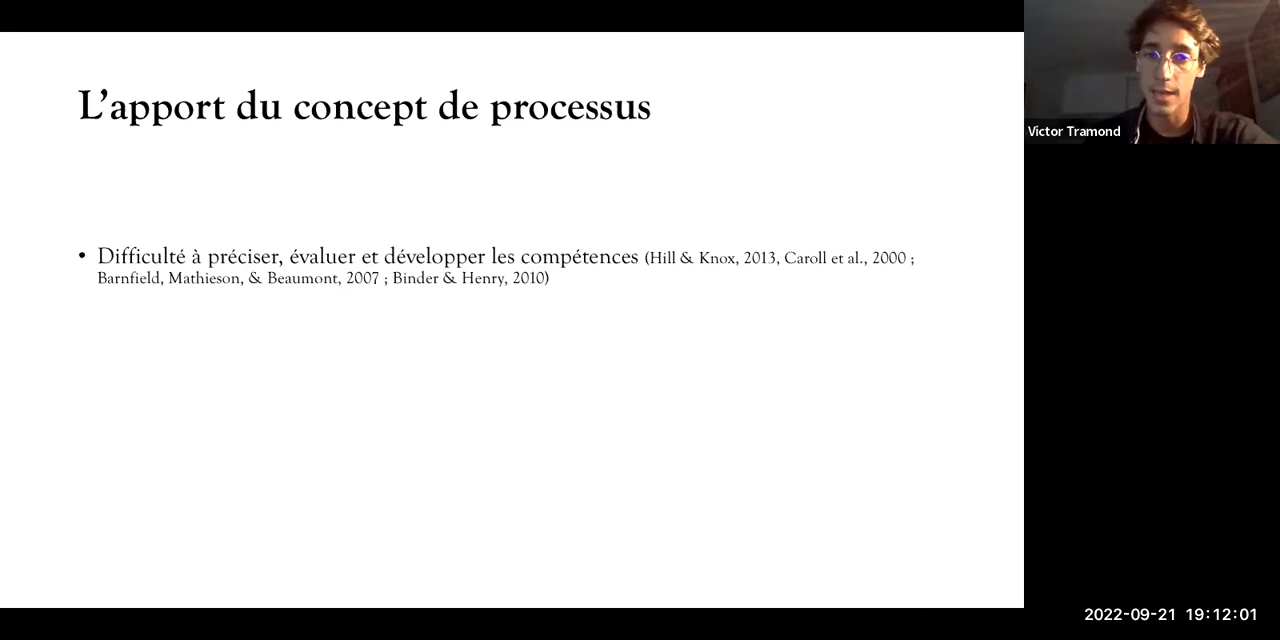 L’apport du concept de processus
• Difficulté à préciser, évaluer et développer les compétences (Hill & Knox, 2013, Caroll et al., 2000 ;
Barnfield, Mathieson, & Beaumont, 2007 ; Binder & Henry, 2010)
Victor Tramond
2022-09-21 19:12:01